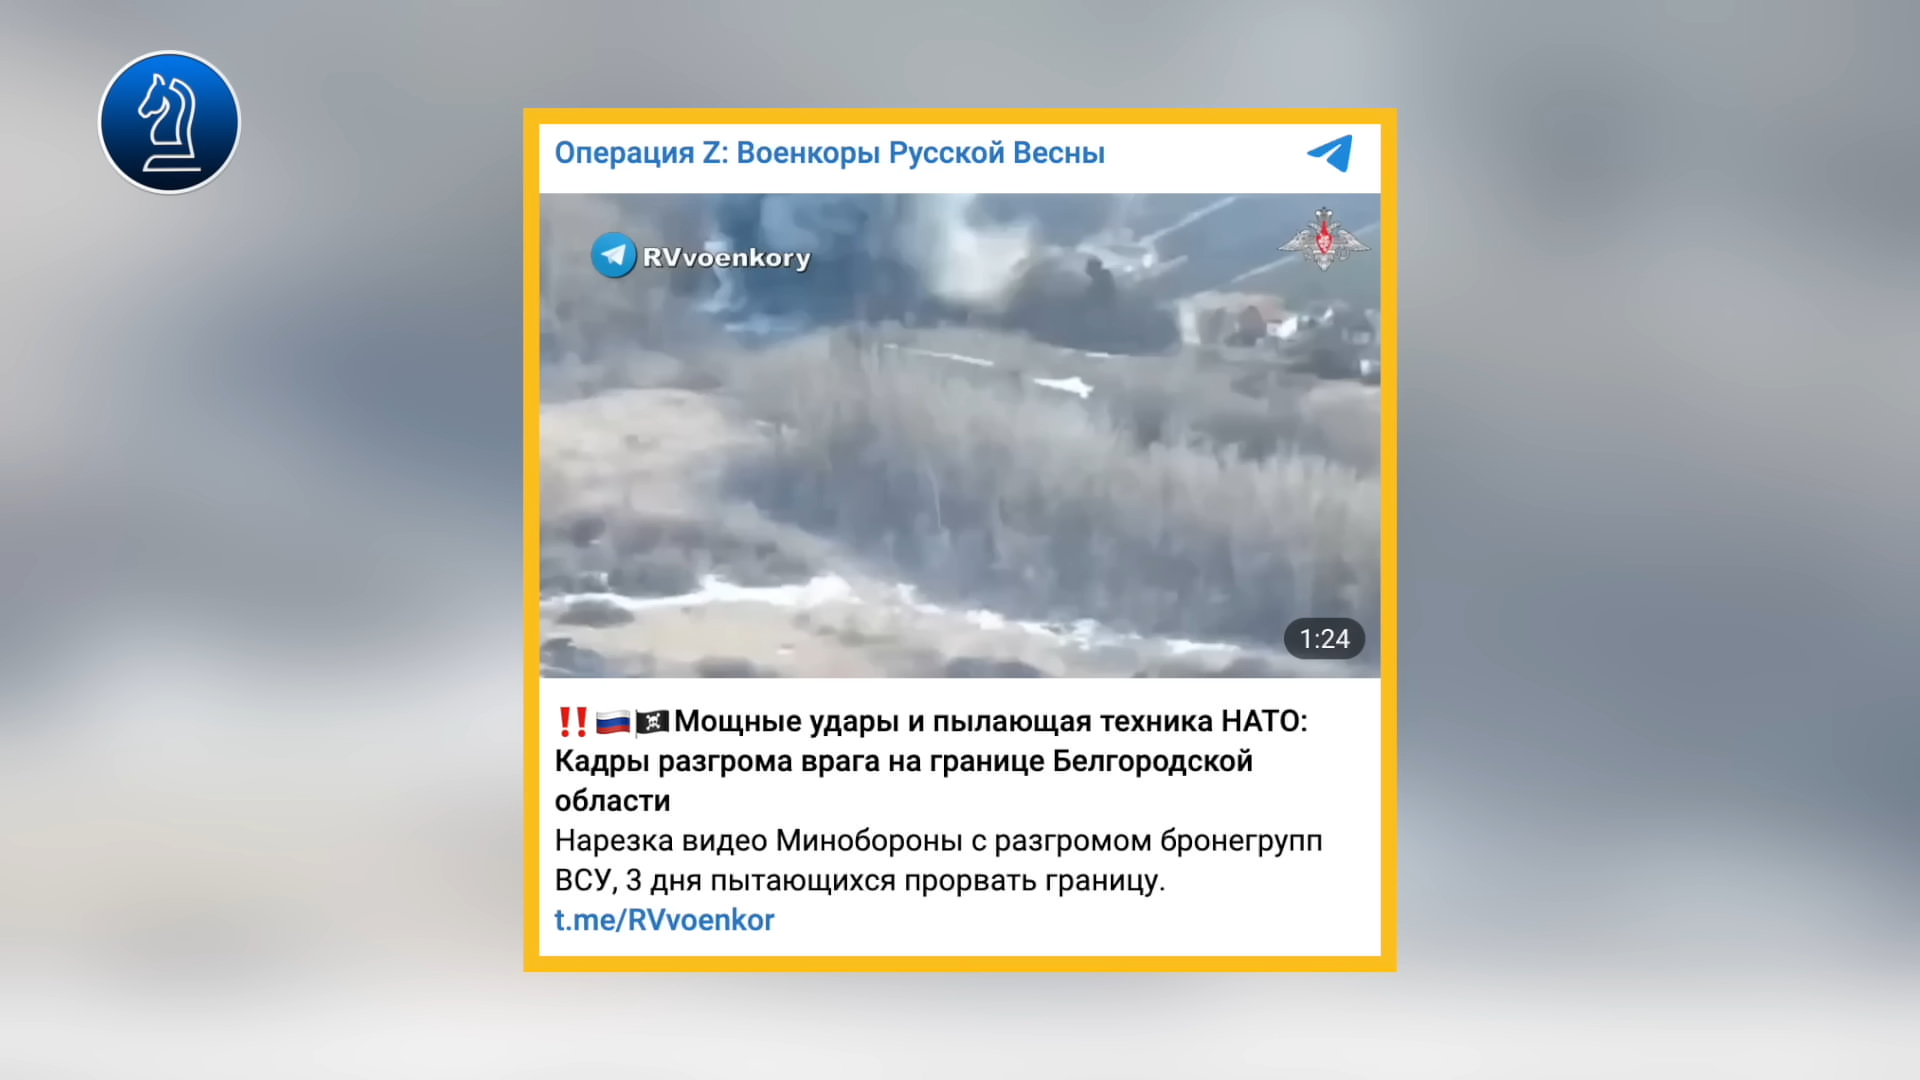 Операция Z: Военкоры Русской Весны
RVvoenkory
1:24
‼️🇷🇺🏴‍☠️Мощные удары и пылающая техника НАТО:
Кадры разгрома врага на границе Белгородской
области
Нарезка видео Минобороны с разгромом бронегрупп
ВСУ, 3 дня пытающихся прорвать границу.
t.me/RVvoenkor